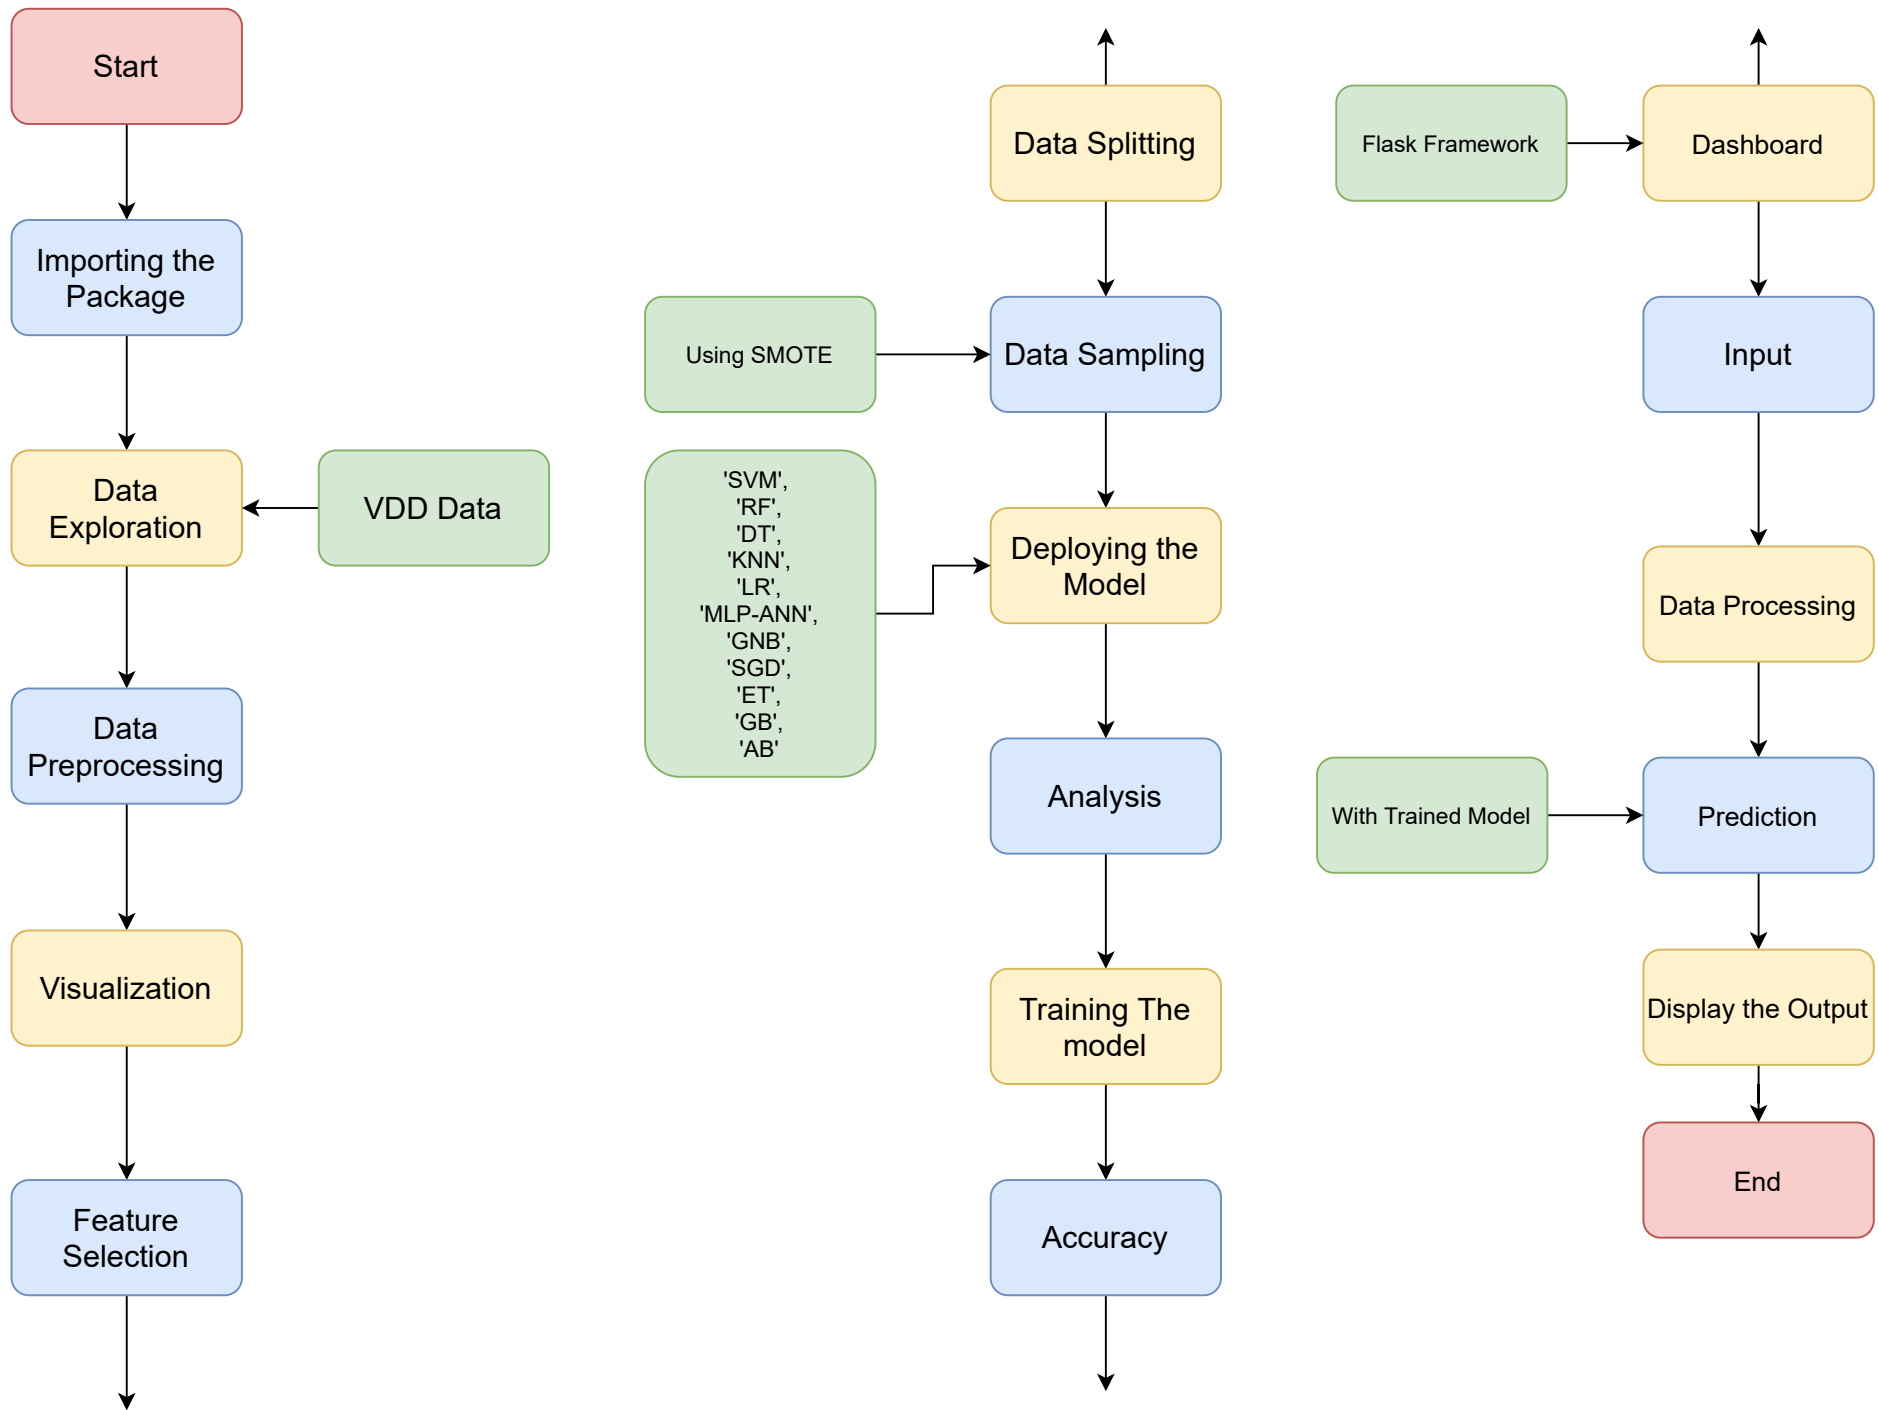 Start
Importing the
Package
Data
Exploration
VDD Data
Data
Preprocessing
Visualization
Feature
Selection
Data Splitting
Using SMOTE
Data Sampling
'SVM',
'RF',
'DT',
'KNN',
'LR',
'MLP-ANN',
'GNB',
'SGD',
'ET',
'GB',
'AB'
Deploying the
Model
Analysis
Training The
model
Accuracy
Flask Framework
Dashboard
Input
Data Processing
With Trained Model
Prediction
Display the Output
End